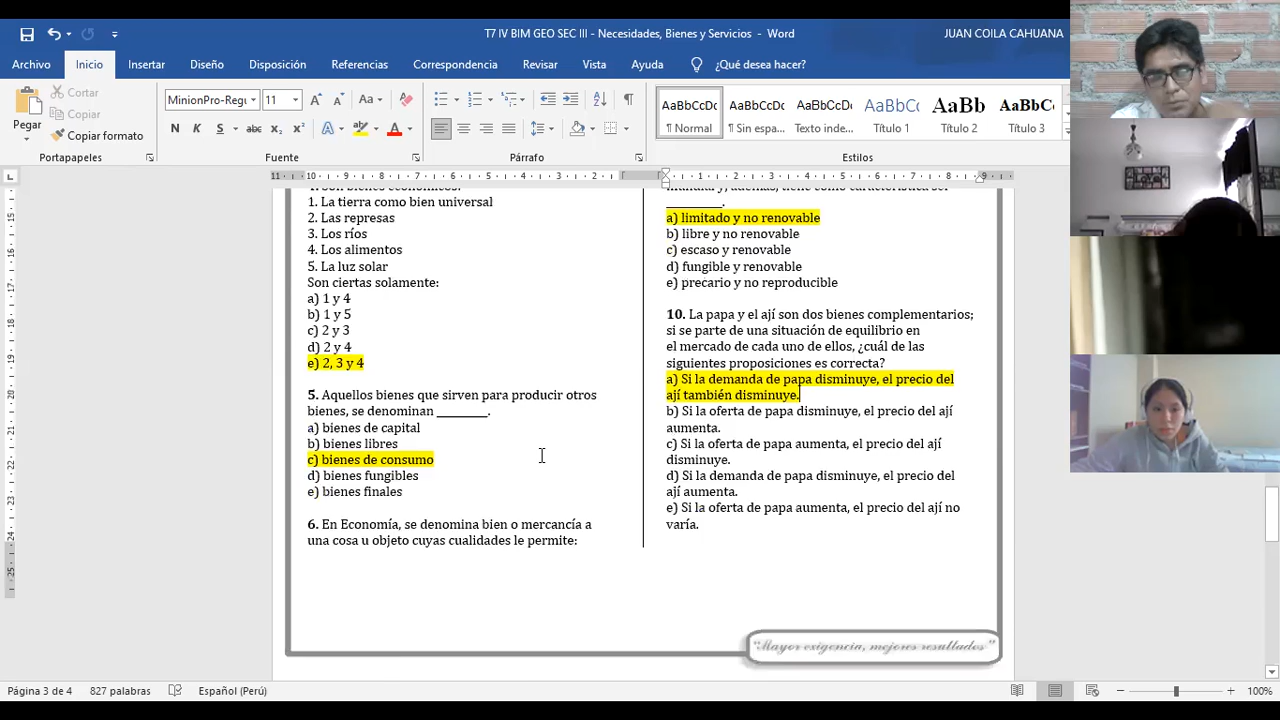 T7 IV BIM GEO SEC III - Necesidades, Bienes y Servicios - Word
JUAN COILA CAHUANA
Archivo Inicio Insertar Diseño Disposición Referencias Correspondencia Revisar Vista Ayuda ¿Qué desea hacer?
Pegar
Cortar
Copiar
Copiar formato
Portapapeles
MinionPro-Regu 11
N K S abc x₂ x²
Fuente
Párrafo
AaBbCcDc AaBbCcDc AaBbCcDc AaBbCc AaBb AaBbCc
¶ Normal ¶ Sin espa... Texto inde... Título 1 Título 2 Título 3
Estilos
1. La tierra como bien universal
2. Las represas
3. Los ríos
4. Los alimentos
5. La luz solar
Son ciertas solamente:
a) 1 y 4
b) 1 y 5
c) 2 y 3
d) 2 y 4
e) 2, 3 y 4
5. Aquellos bienes que sirven para producir otros
bienes, se denominan ________.
a) bienes de capital
b) bienes libres
c) bienes de consumo
d) bienes fungibles
e) bienes finales
6. En Economía, se denomina bien o mercancía a
una cosa u objeto cuyas cualidades le permite:
_________.
a) limitado y no renovable
b) libre y no renovable
c) escaso y renovable
d) fungible y renovable
e) precario y no reproducible
10. La papa y el ají son dos bienes complementarios;
si se parte de una situación de equilibrio en
el mercado de cada uno de ellos, ¿cuál de las
siguientes proposiciones es correcta?
a) Si la demanda de papa disminuye, el precio del
ají también disminuye.
b) Si la oferta de papa disminuye, el precio del ají
aumenta.
c) Si la oferta de papa aumenta, el precio del ají
disminuye.
d) Si la demanda de papa disminuye, el precio del
ají aumenta.
e) Si la oferta de papa aumenta, el precio del ají no
varía.
"Mayor exigencia, mejores resultados"
Página 3 de 4 827 palabras Español (Perú) 100%